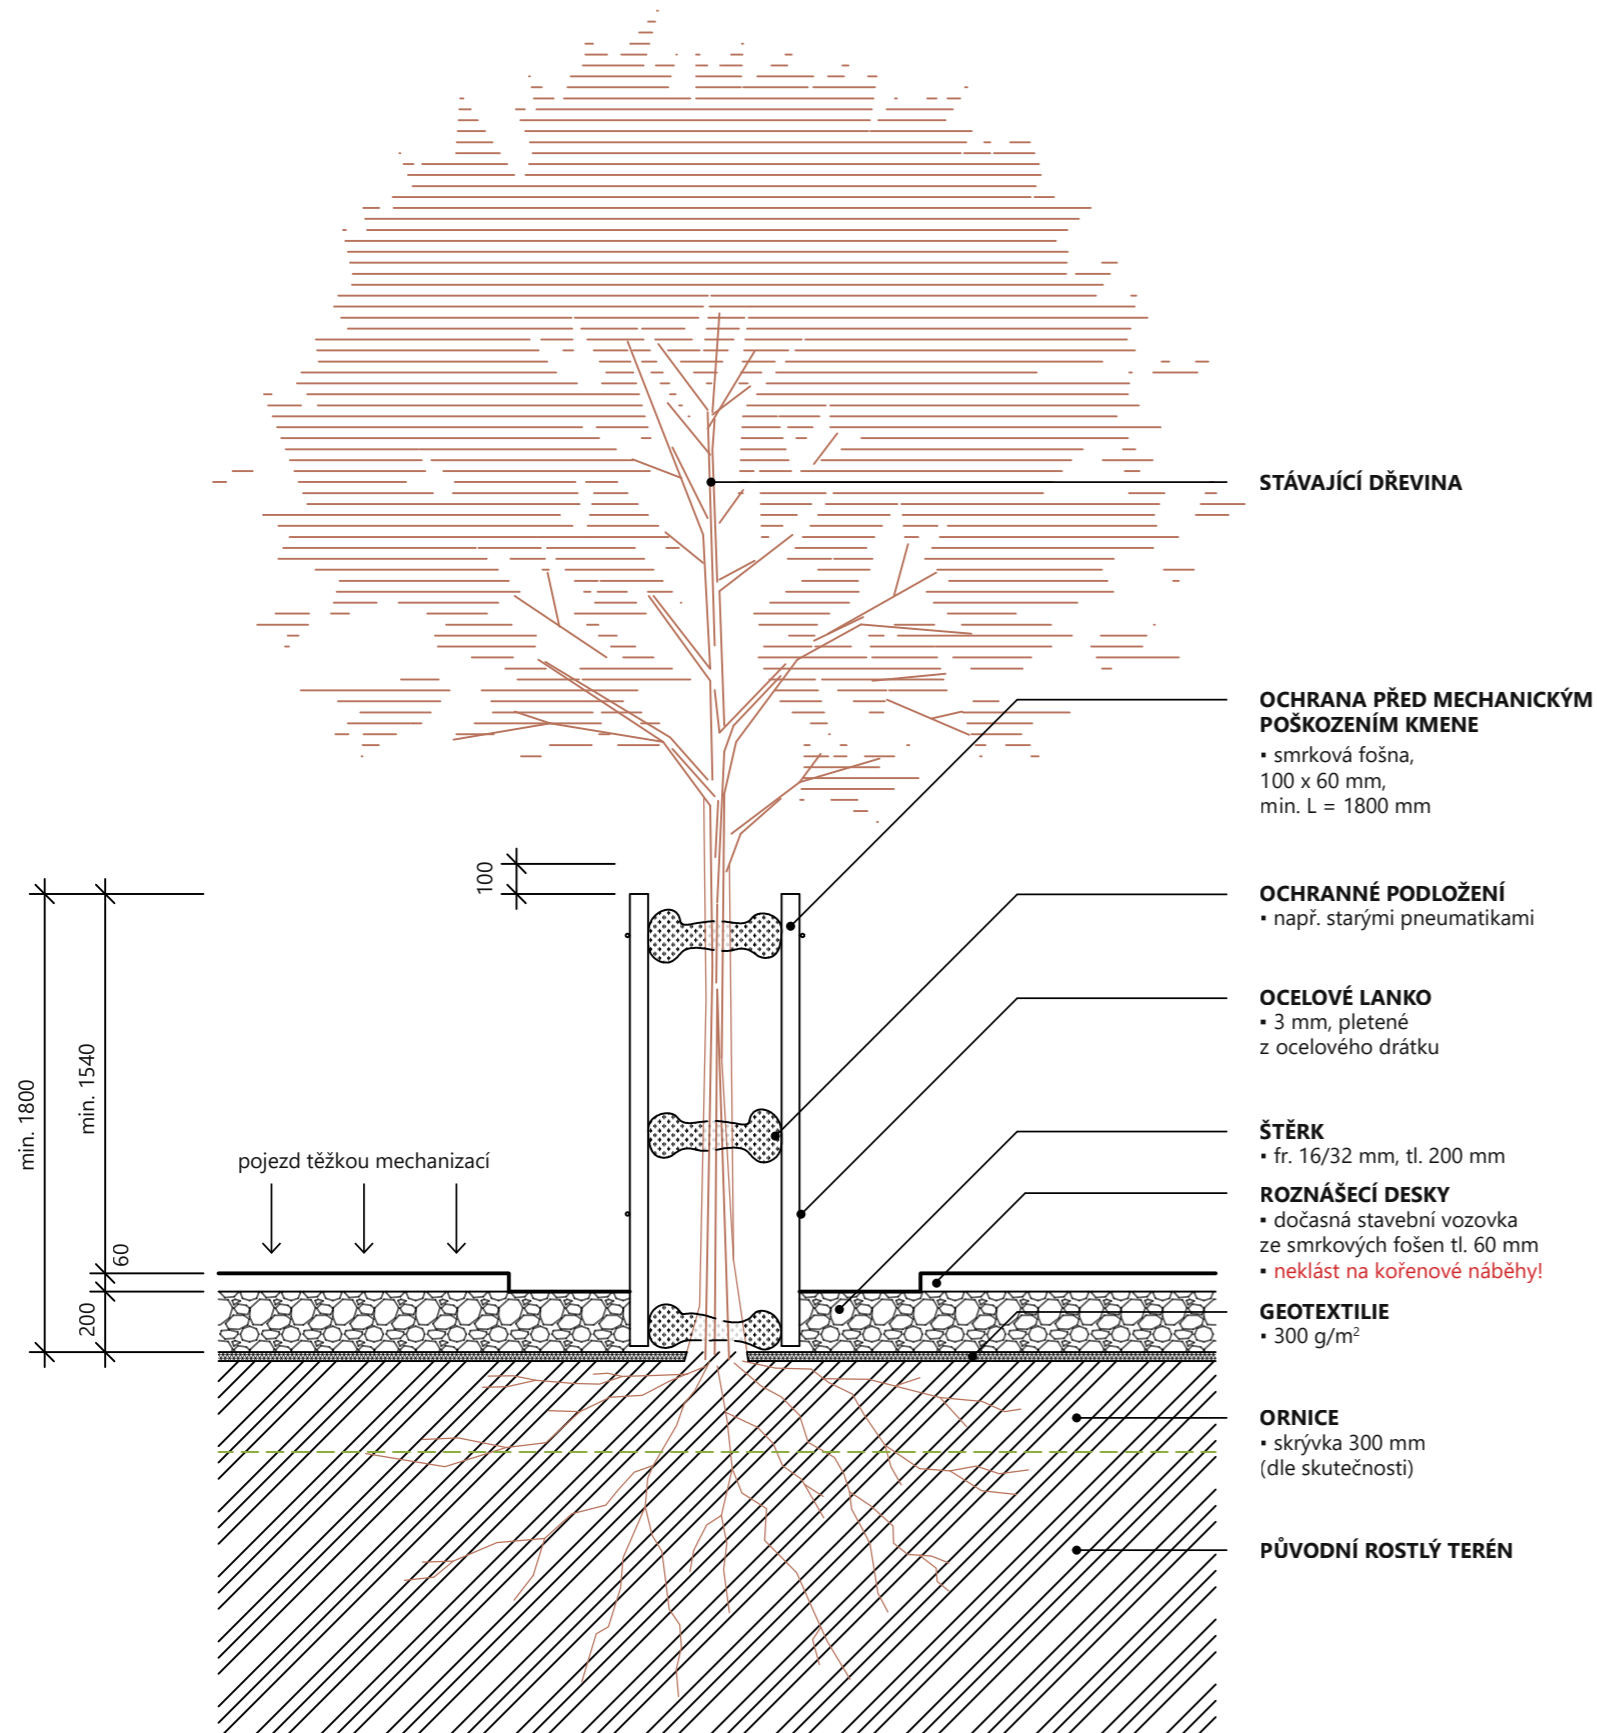 STÁVAJÍCÍ DŘEVINA
OCHRANA PŘED MECHANICKÝM
POŠKOZENÍM KMENE
▪ smrková fošna,
100 x 60 mm,
min. L = 1800 mm
100
OCHRANNÉ PODLOŽENÍ
▪ např. starými pneumatikami
OCELOVÉ LANKO
▪ 3 mm, pletené
z ocelového drátku
min. 1800
min. 1540
pojezd těžkou mechanizací
60
200
ŠTĚRK
▪ fr. 16/32 mm, tl. 200 mm
ROZNÁŠECÍ DESKY
▪ dočasná stavební vozovka
ze smrkových fošen tl. 60 mm
▪ neklást na kořenové náběhy!
GEOTEXTILIE
▪ 300 g/m²
ORNICE
▪ skrývka 300 mm
(dle skutečnosti)
PŮVODNÍ ROSTLÝ TERÉN